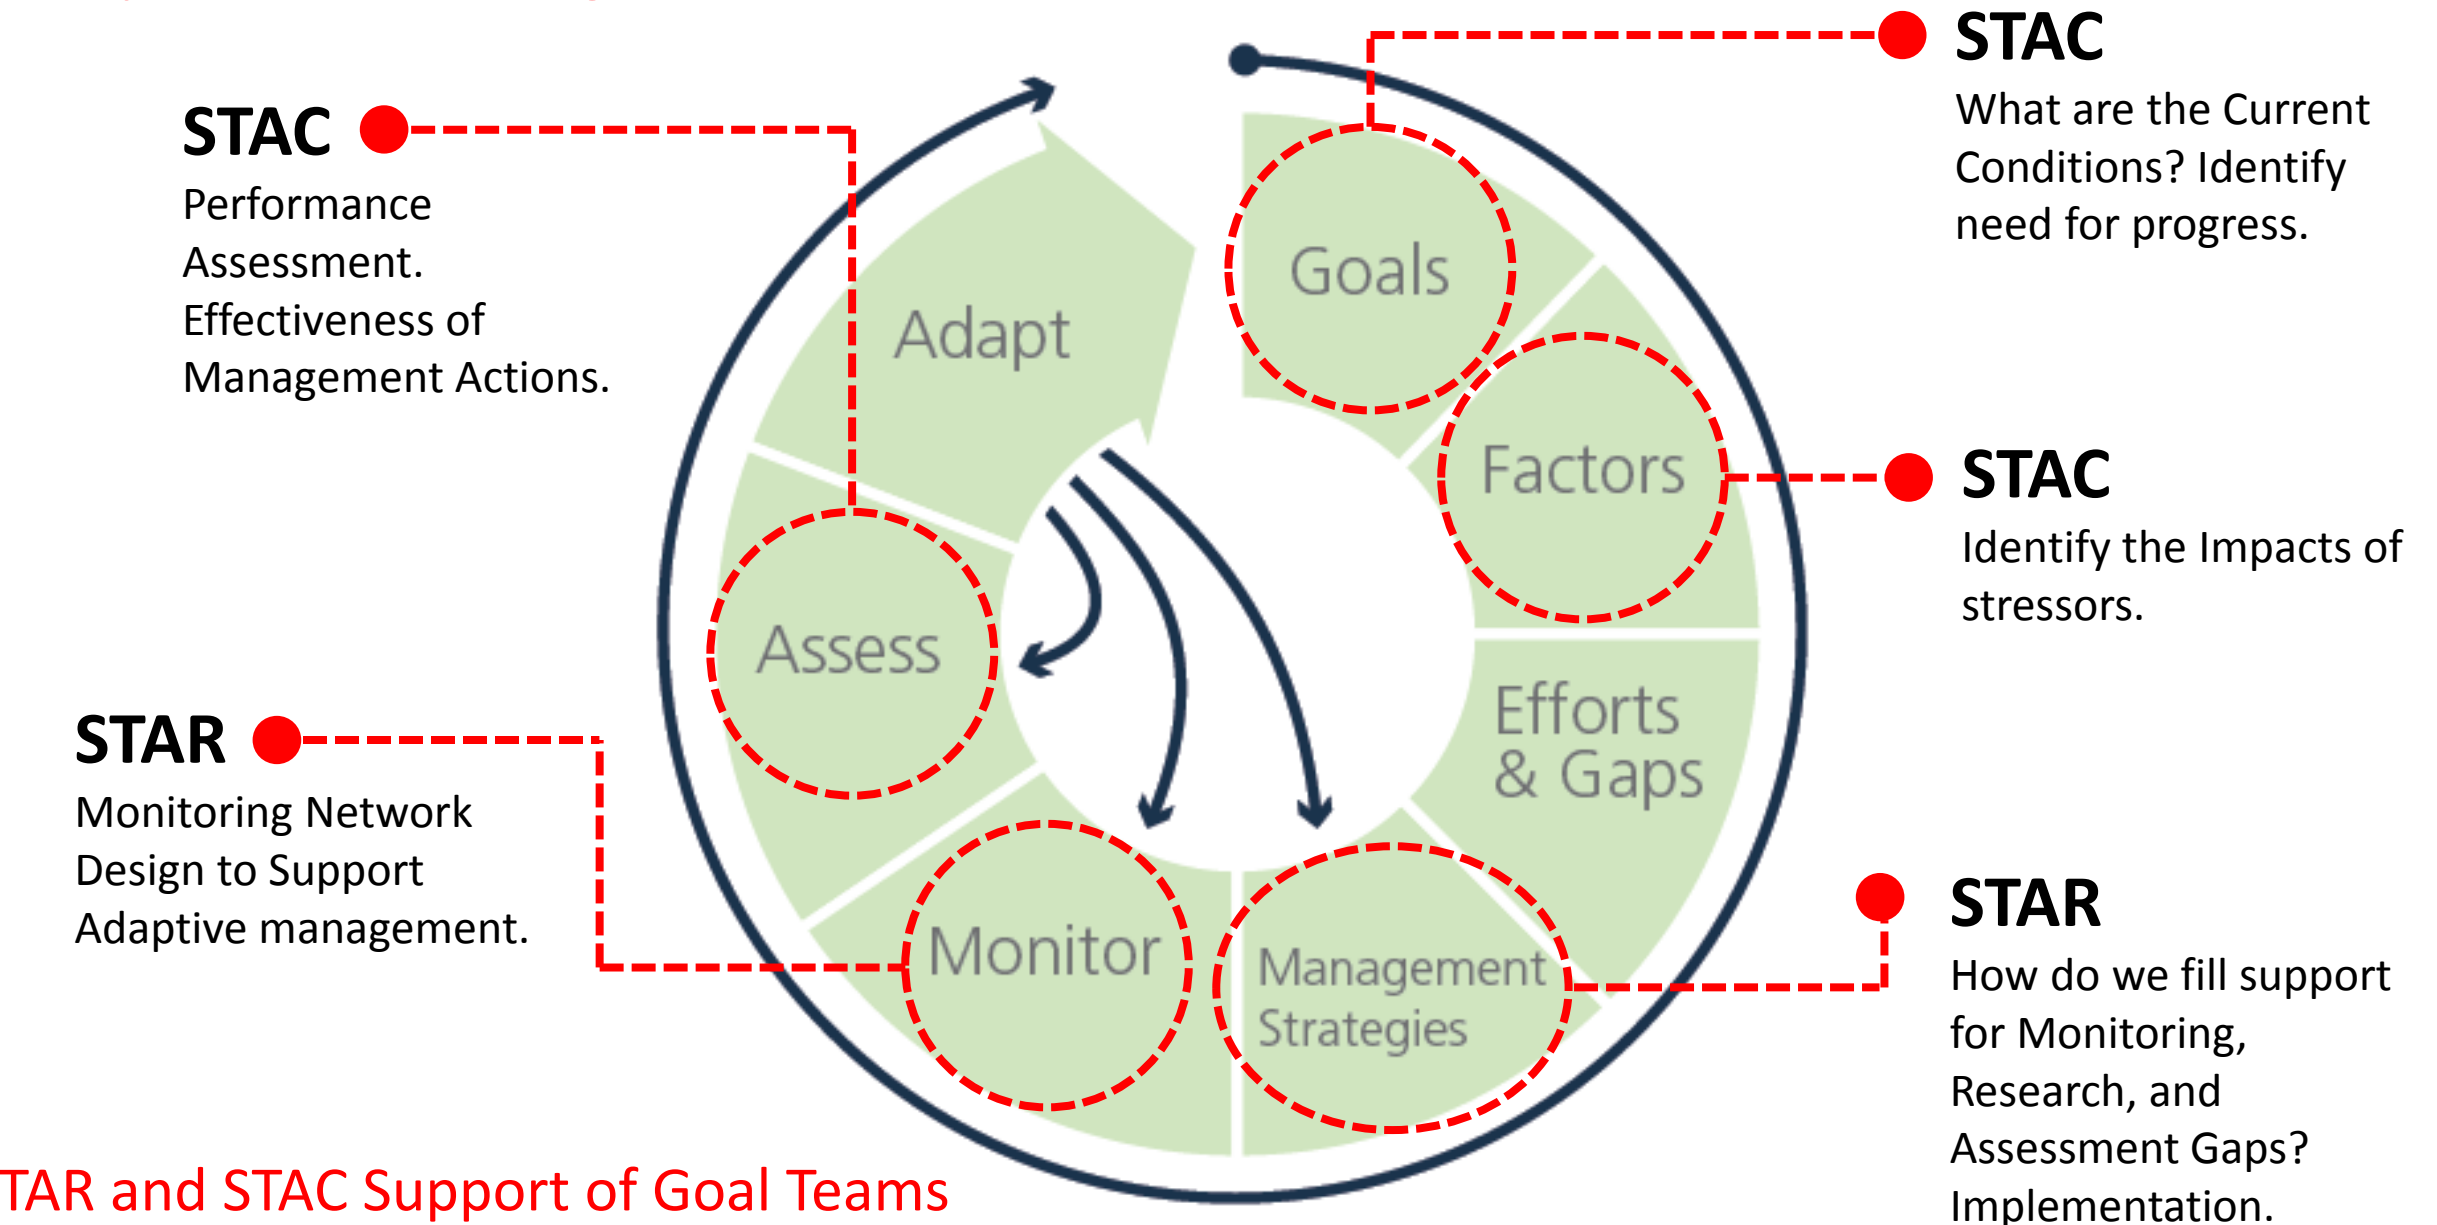 STAC
What are the Current
Conditions? Identify
need for progress.
STAC
Performance
Assessment.
Effectiveness of
Management Actions.
Goals
Adapt
Factors
STAC
Identify the Impacts of
stressors.
Assess
Efforts
& Gaps
STAR
Monitoring Network
Design to Support
Adaptive management.
Monitor
Management
Strategies
STAR
How do we fill support
for Monitoring,
Research, and
Assessment Gaps?
Implementation.
TAR and STAC Support of Goal Teams